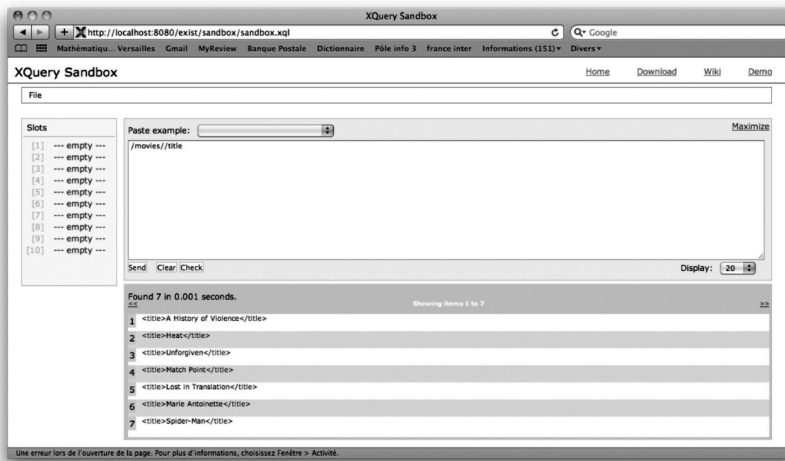 XQuery Sandbox
http://localhost:8080/exist/sandbox/sandbox.xql
Google
Mathématiqu... Versailles Gmail MyReview Banque Postale Dictionnaire Pôle info 3 france inter Informations (151) Divers
XQuery Sandbox
Home Download Wiki Demo
File
Slots
[1] --- empty ---
[2] --- empty ---
[3] --- empty ---
[4] --- empty ---
[5] --- empty ---
[6] --- empty ---
[7] --- empty ---
[8] --- empty ---
[9] --- empty ---
[10] --- empty ---
Paste example:
Maximize
/movies//title
Send Clear Check
Display: 20
Found 7 in 0.001 seconds.
<< Showing items 1 to 7 >>
1 <title>A History of Violence</title>
2 <title>Heat</title>
3 <title>Unforgiven</title>
4 <title>Match Point</title>
5 <title>Lost in Translation</title>
6 <title>Marie Antoinette</title>
7 <title>Spider-Man</title>
Une erreur lors de l'ouverture de la page. Pour plus d'informations, choisissez Fenêtre > Activité.